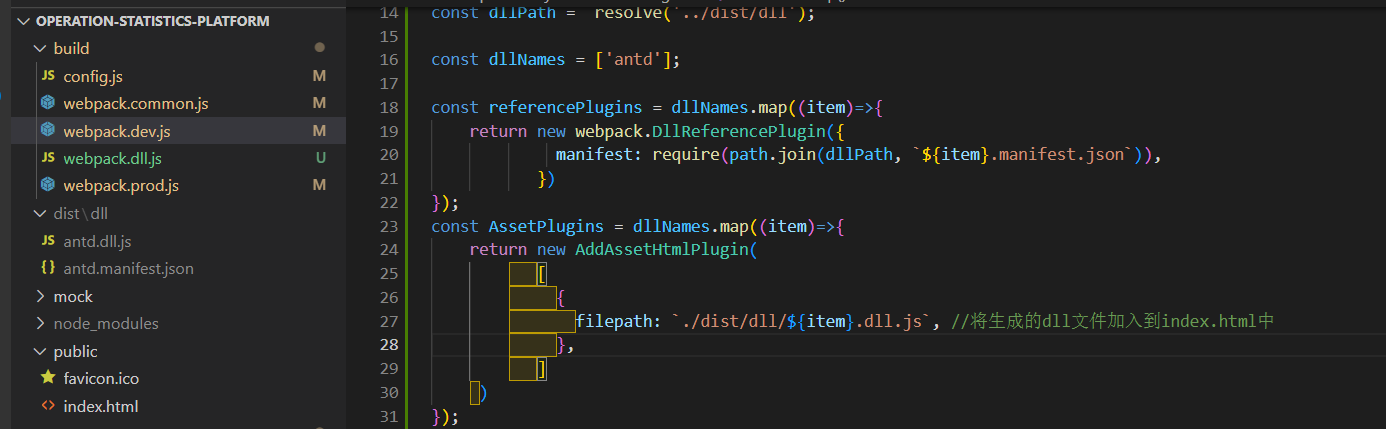 OPERATION-STATISTICS-PLATFORM
build
config.js M
webpack.common.js M
webpack.dev.js M
webpack.dll.js U
webpack.prod.js M
dist\dll
antd.dll.js
antd.manifest.json
mock
node_modules
public
favicon.ico
index.html
14 const dllPath = resolve('../dist/dll');
15
16 const dllNames = ['antd'];
17
18 const referencePlugins = dllNames.map((item)=>{
19 return new webpack.DllReferencePlugin({
20 manifest: require(path.join(dllPath, `${item}.manifest.json`)),
21 })
22 });
23 const AssetPlugins = dllNames.map((item)=>{
24 return new AddAssetHtmlPlugin(
25 [
26 {
27 filepath: `./dist/dll/${item}.dll.js`, //将生成的dll文件加入到index.html中
28 },
29 ]
30 )
31 });